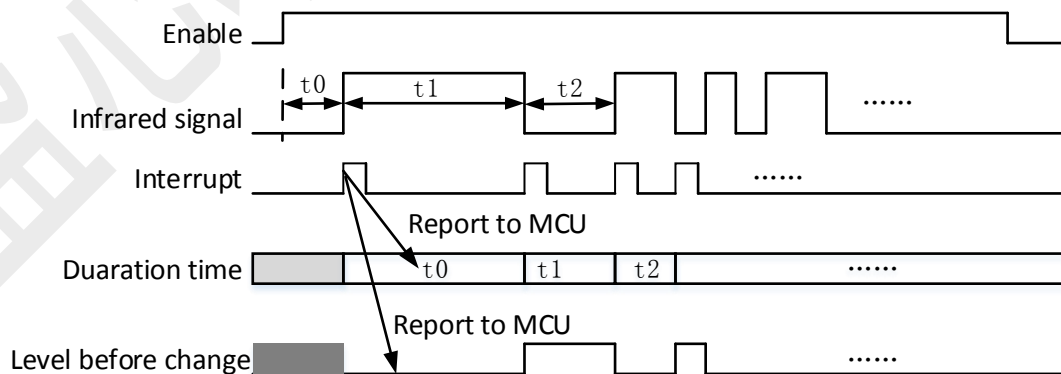 Enable
t0
t1
t2
Infrared signal
......
Interrupt
......
Report to MCU
Duaration time
t0
t1
t2
......
Report to MCU
Level before change
......